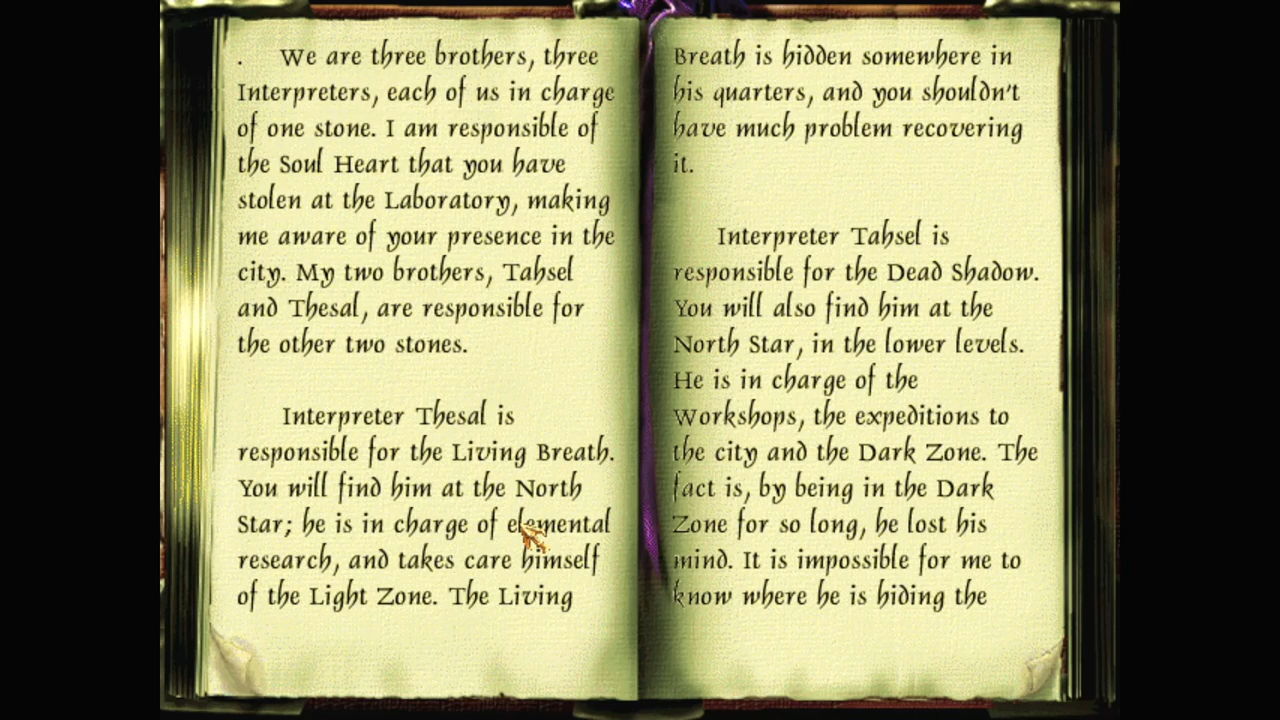 . We are three brothers, three
Interpreters, each of us in charge
of one stone. I am responsible of
the Soul Heart that you have
stolen at the Laboratory, making
me aware of your presence in the
city. My two brothers, Tahsel
and Thesal, are responsible for
the other two stones.
Interpreter Thesal is
responsible for the Living Breath.
You will find him at the North
Star; he is in charge of elemental
research, and takes care himself
of the Light Zone. The Living
Breath is hidden somewhere in
his quarters, and you shouldn't
have much problem recovering
it.
Interpreter Tahsel is
responsible for the Dead Shadow.
You will also find him at the
North Star, in the lower levels.
He is in charge of the
Workshops, the expeditions to
the city and the Dark Zone. The
fact is, by being in the Dark
Zone for so long, he lost his
mind. It is impossible for me to
know where he is hiding the